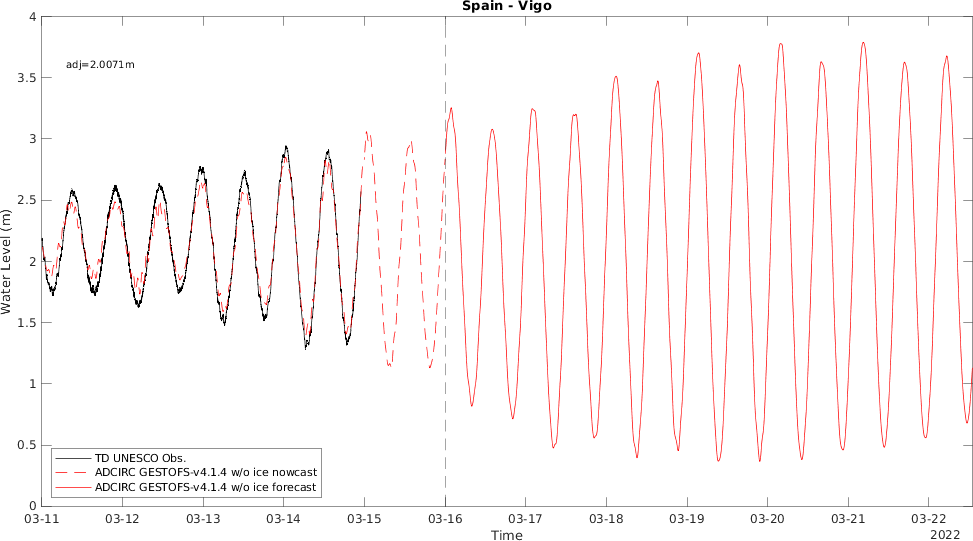 Spain - Vigo
4
adj=2.0071m
3.5
3
2.5
2
1.5
1
0.5
0
Water Level (m)
TD UNESCO Obs.
ADCIRC GESTOFS-v4.1.4 w/o ice nowcast
ADCIRC GESTOFS-v4.1.4 w/o ice forecast
03-11 03-12 03-13 03-14 03-15 03-16 03-17 03-18 03-19 03-20 03-21 03-22
Time
2022